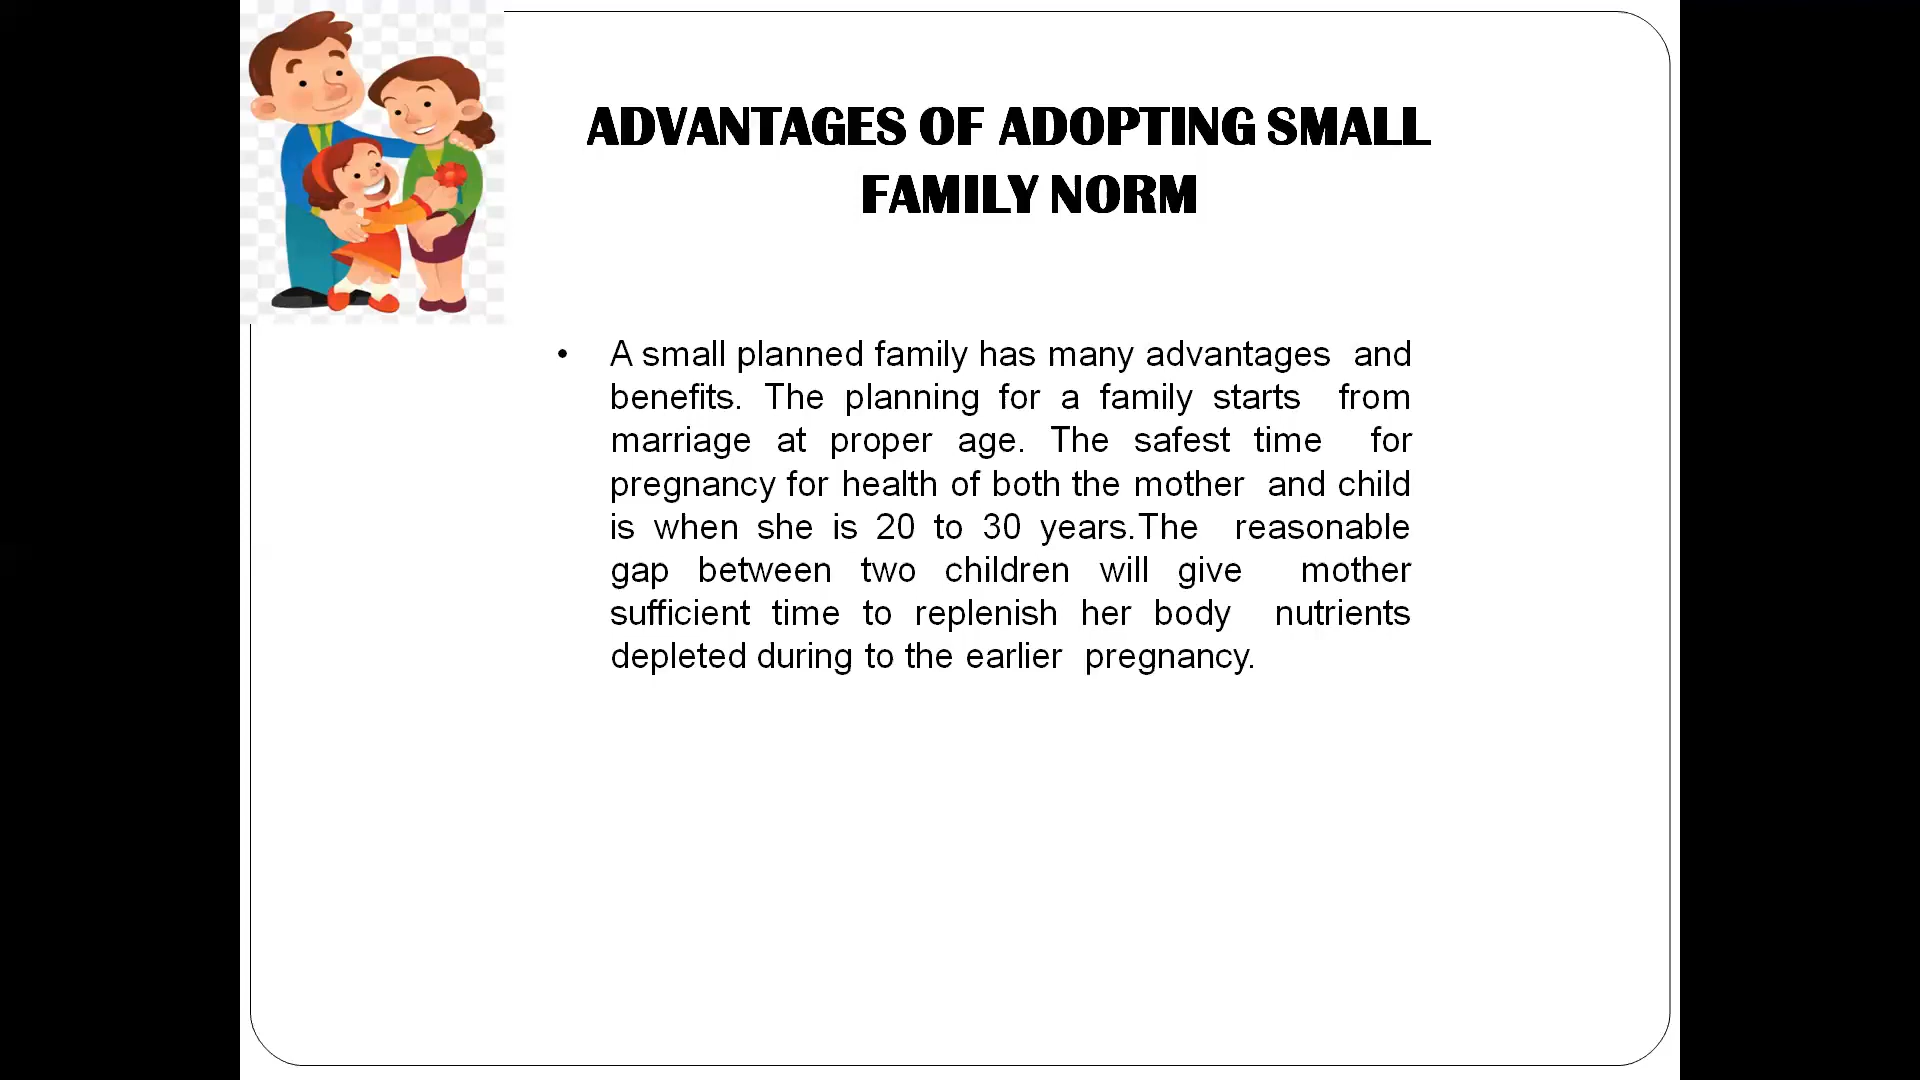 ADVANTAGES OF ADOPTING SMALL
FAMILY NORM
• A small planned family has many advantages and
benefits. The planning for a family starts from
marriage at proper age. The safest time for
pregnancy for health of both the mother and child
is when she is 20 to 30 years.The reasonable
gap between two children will give mother
sufficient time to replenish her body nutrients
depleted during to the earlier pregnancy.